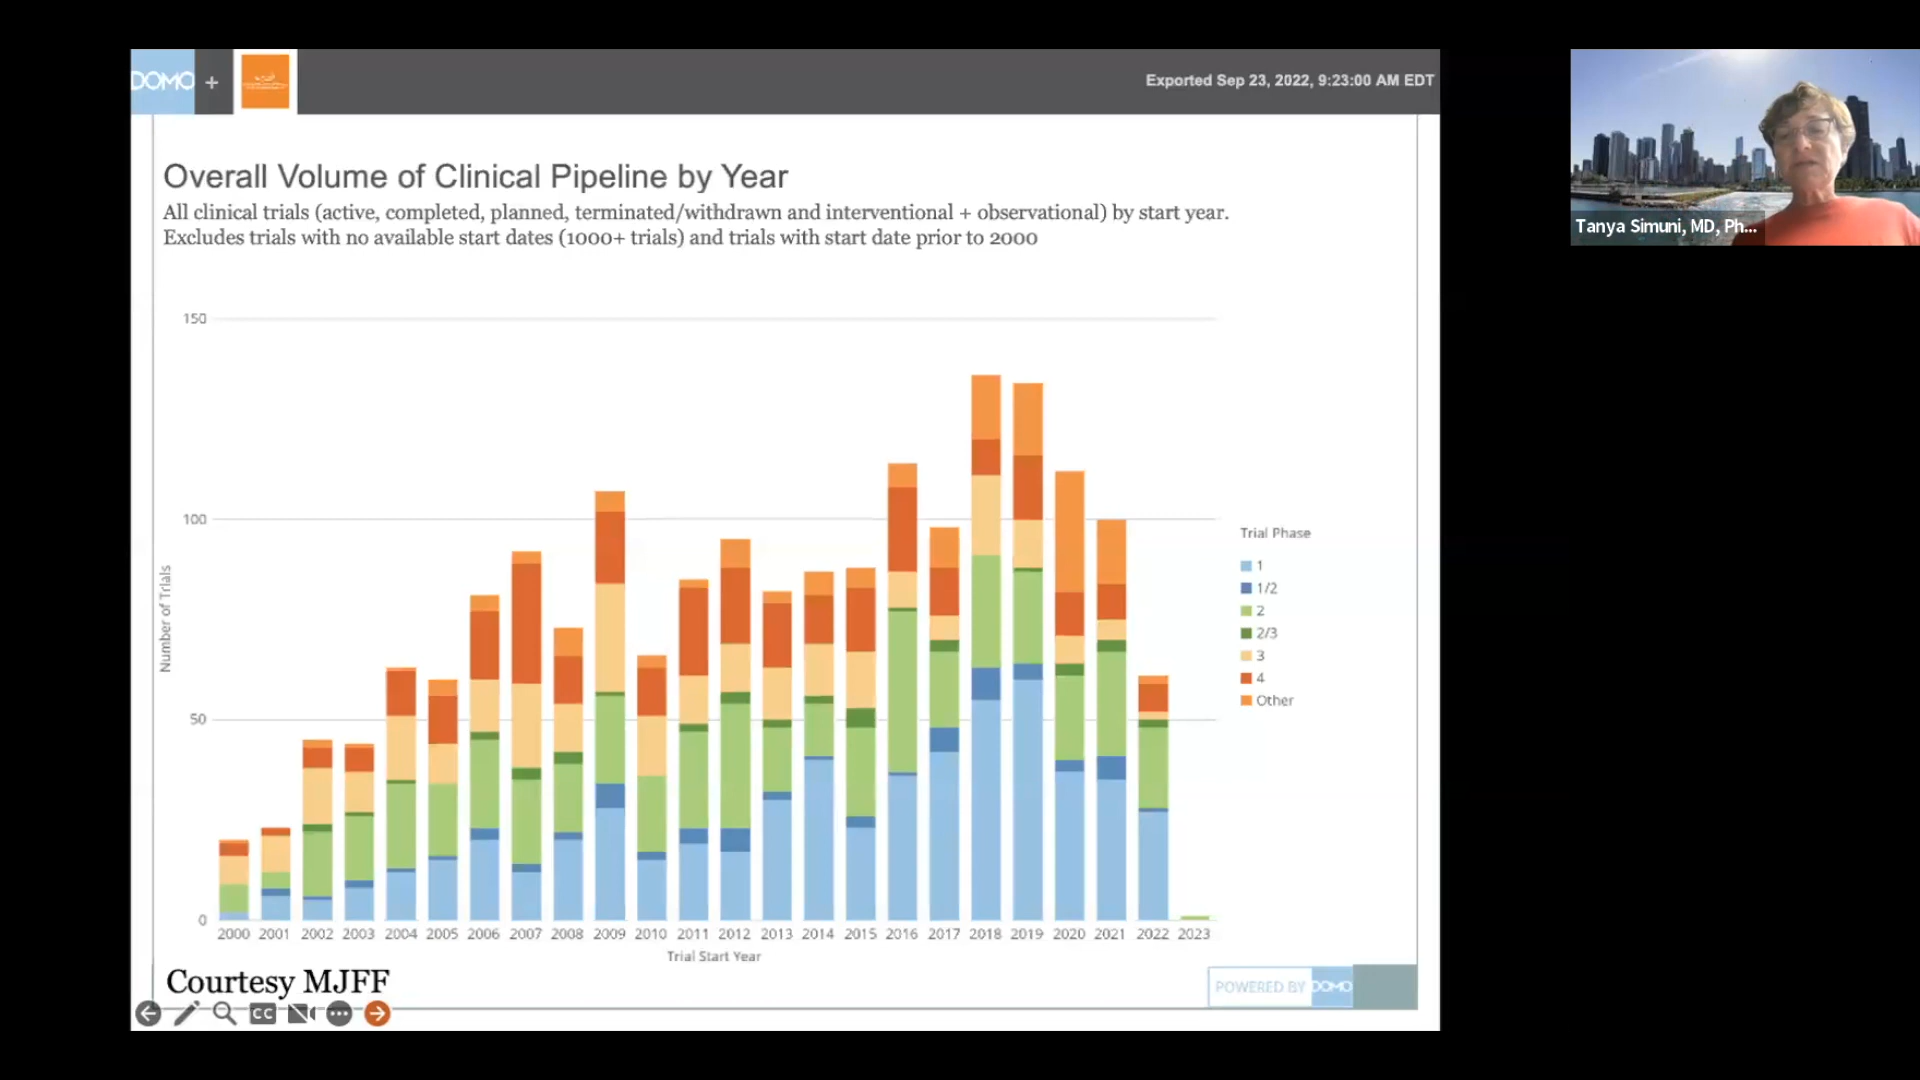 DOMO +
Exported Sep 23, 2022, 9:23:00 AM EDT
Tanya Simuni, MD, Ph...
Overall Volume of Clinical Pipeline by Year
All clinical trials (active, completed, planned, terminated/withdrawn and interventional + observational) by start year.
Excludes trials with no available start dates (1000+ trials) and trials with start date prior to 2000
150
100
50
0
Number of Trials
2000 2001 2002 2003 2004 2005 2006 2007 2008 2009 2010 2011 2012 2013 2014 2015 2016 2017 2018 2019 2020 2021 2022 2023
Trial Start Year
Trial Phase
1
1/2
2
2/3
3
4
Other
Courtesy MJFF
POWERED BY DOMO
CC